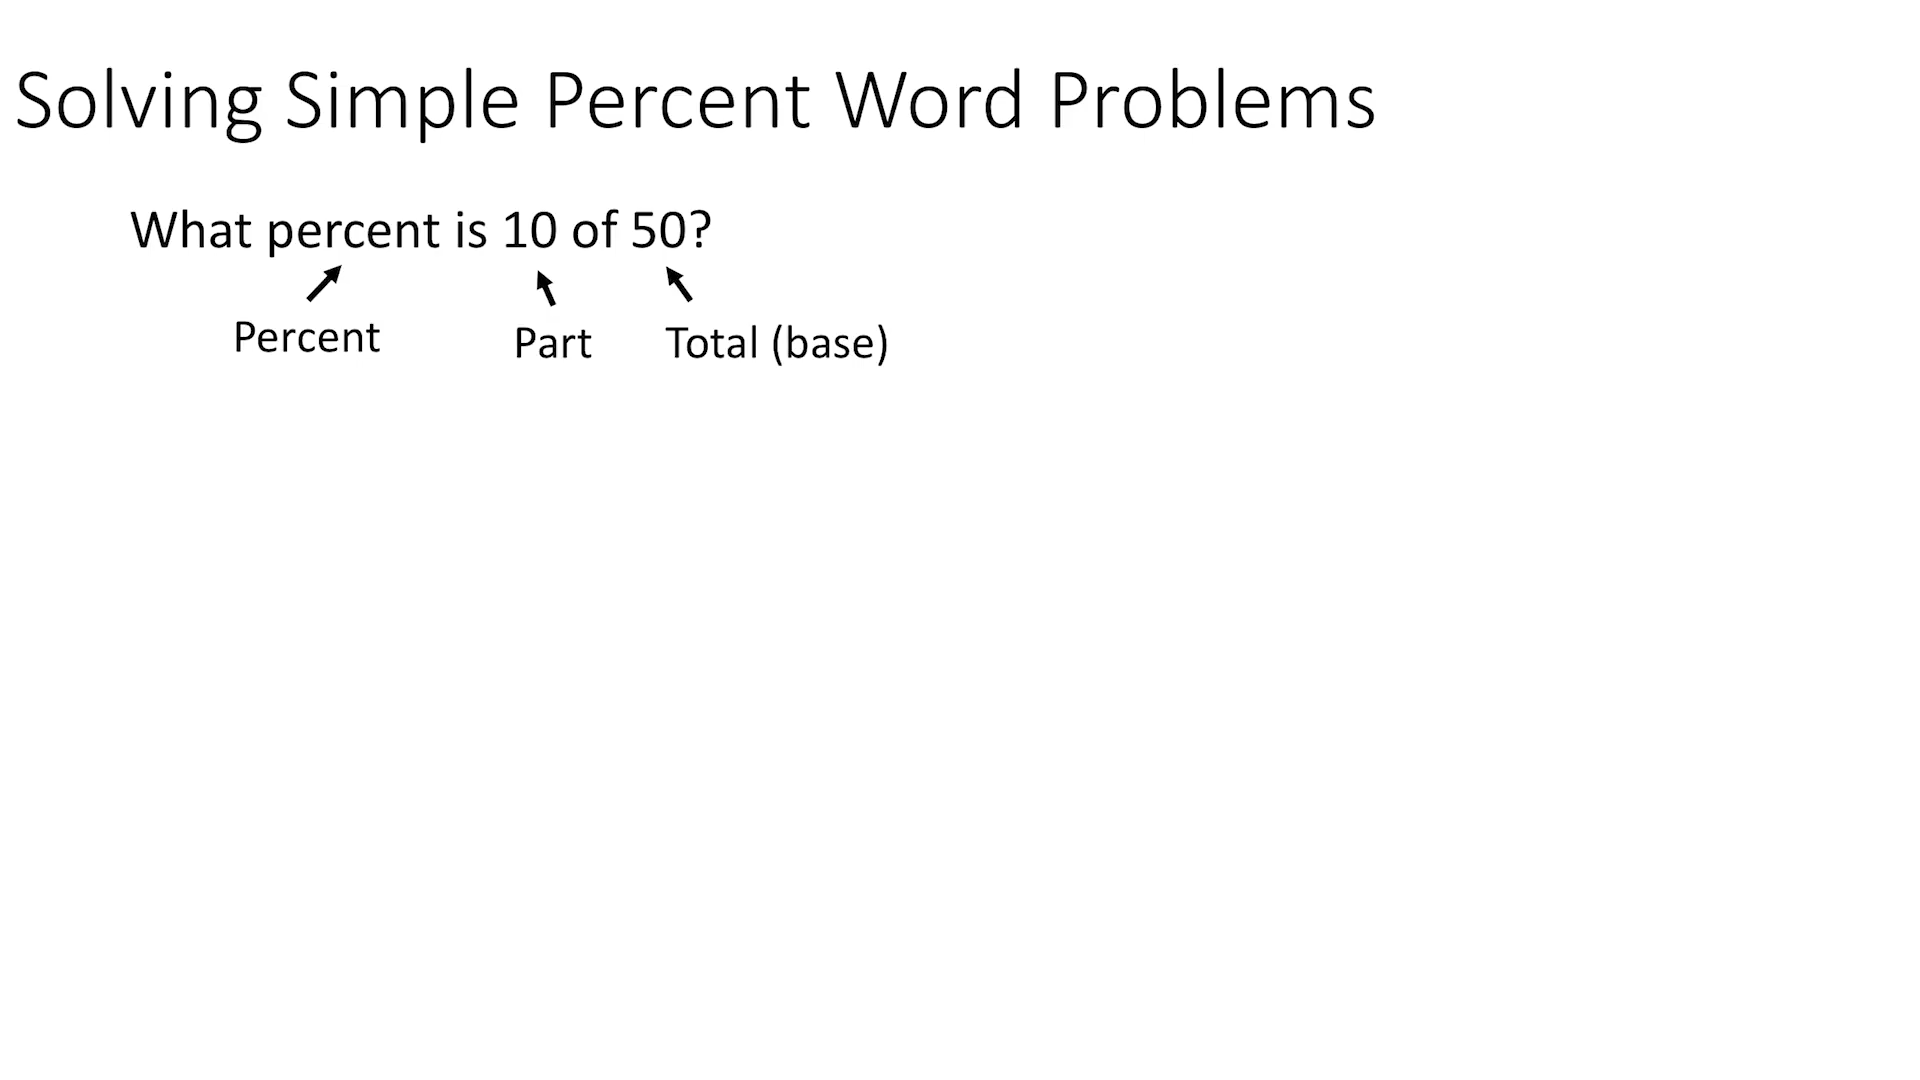 Solving Simple Percent Word Problems
What percent is 10 of 50?
Percent Part Total (base)